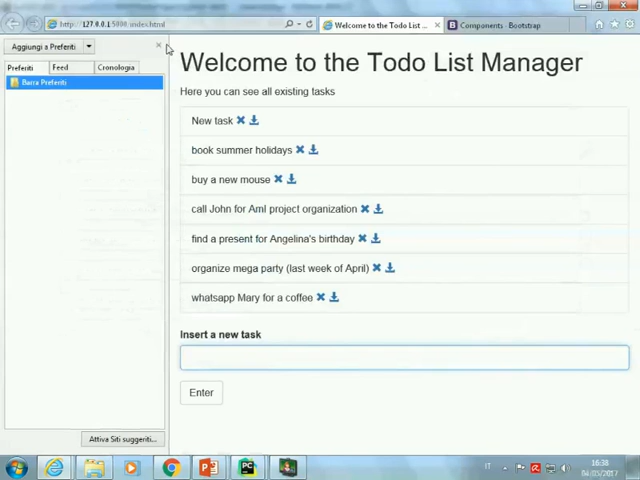 http://127.0.0.1:5000/index.html
Welcome to the Todo List ...
Components · Bootstrap
Aggiungi a Preferiti
Preferiti
Feed
Cronologia
Barra Preferiti
Welcome to the Todo List Manager
Here you can see all existing tasks
New task
book summer holidays
buy a new mouse
call John for AmI project organization
find a present for Angelina's birthday
organize mega party (last week of April)
whatsapp Mary for a coffee
Insert a new task
Enter
Attiva Siti suggeriti...
IT
16:38
04/05/2017